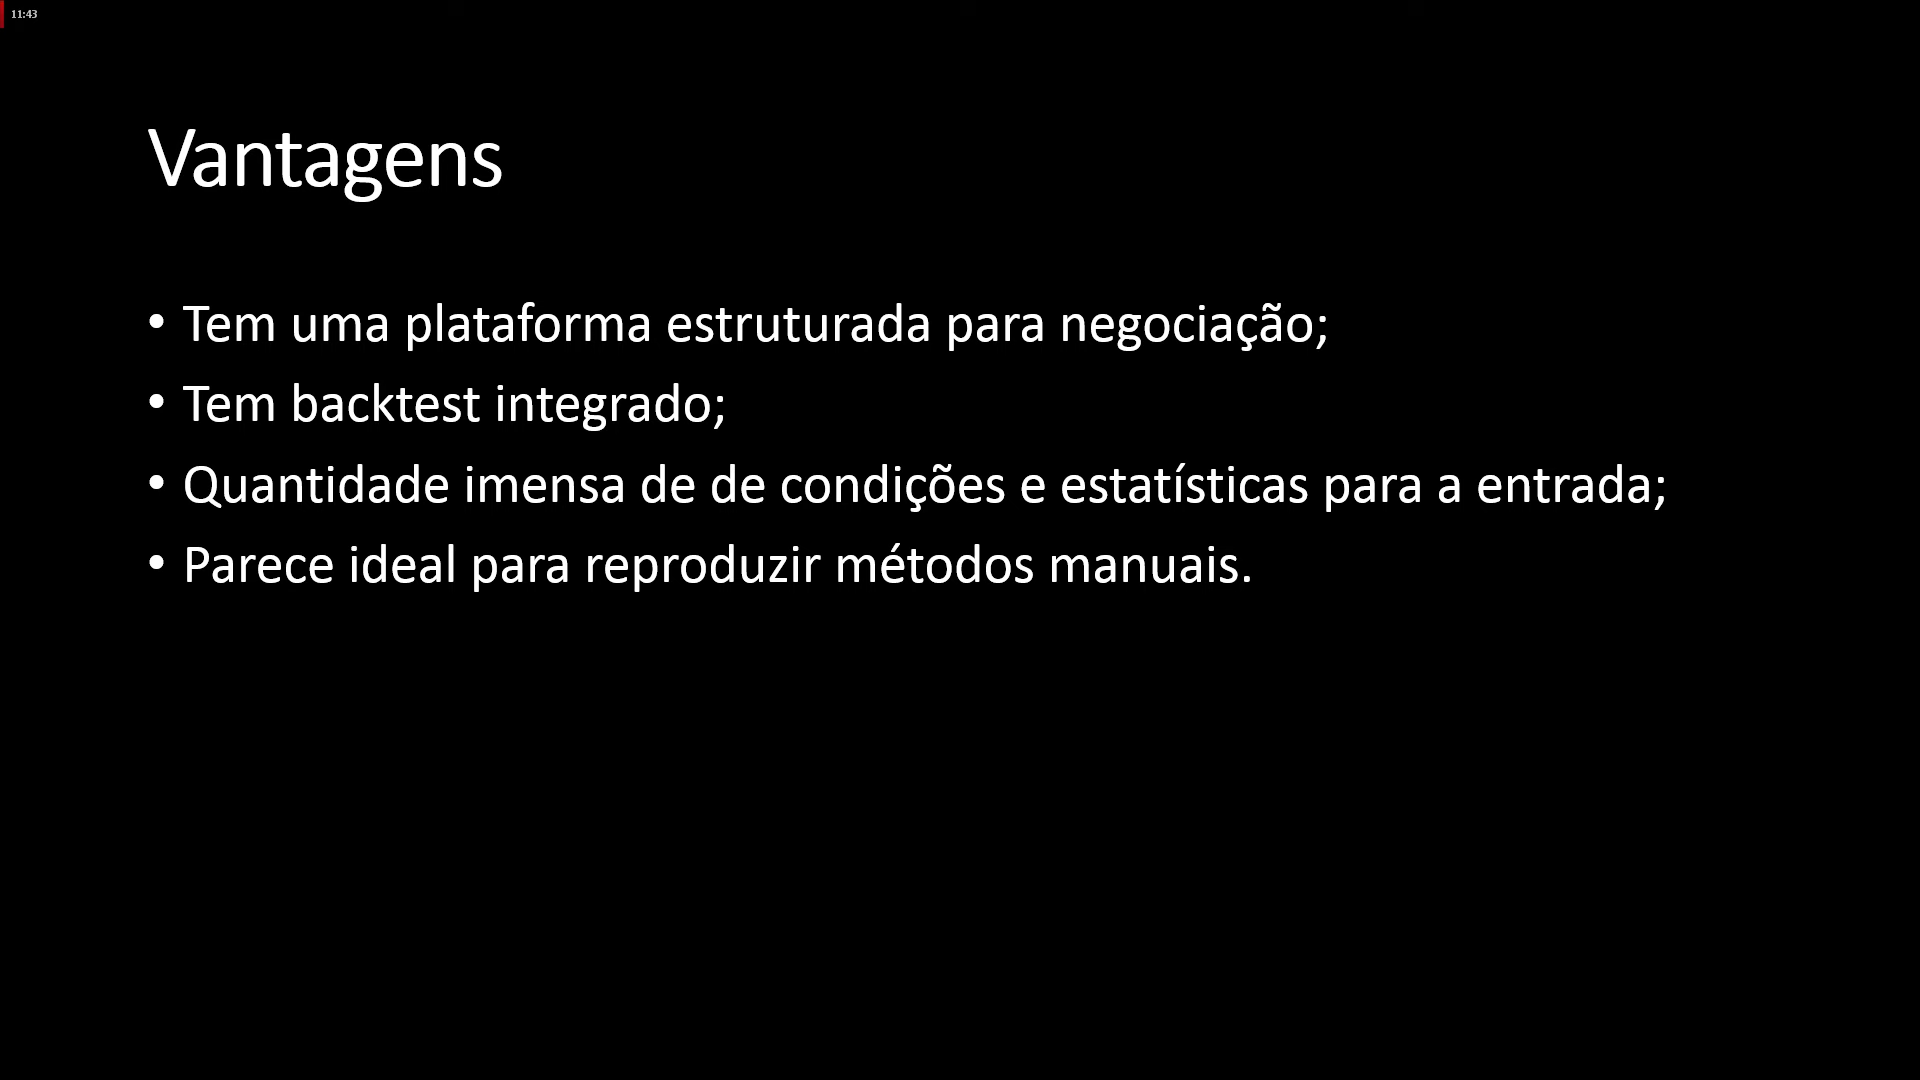 11:43
Vantagens
• Tem uma plataforma estruturada para negociação;
• Tem backtest integrado;
• Quantidade imensa de de condições e estatísticas para a entrada;
• Parece ideal para reproduzir métodos manuais.